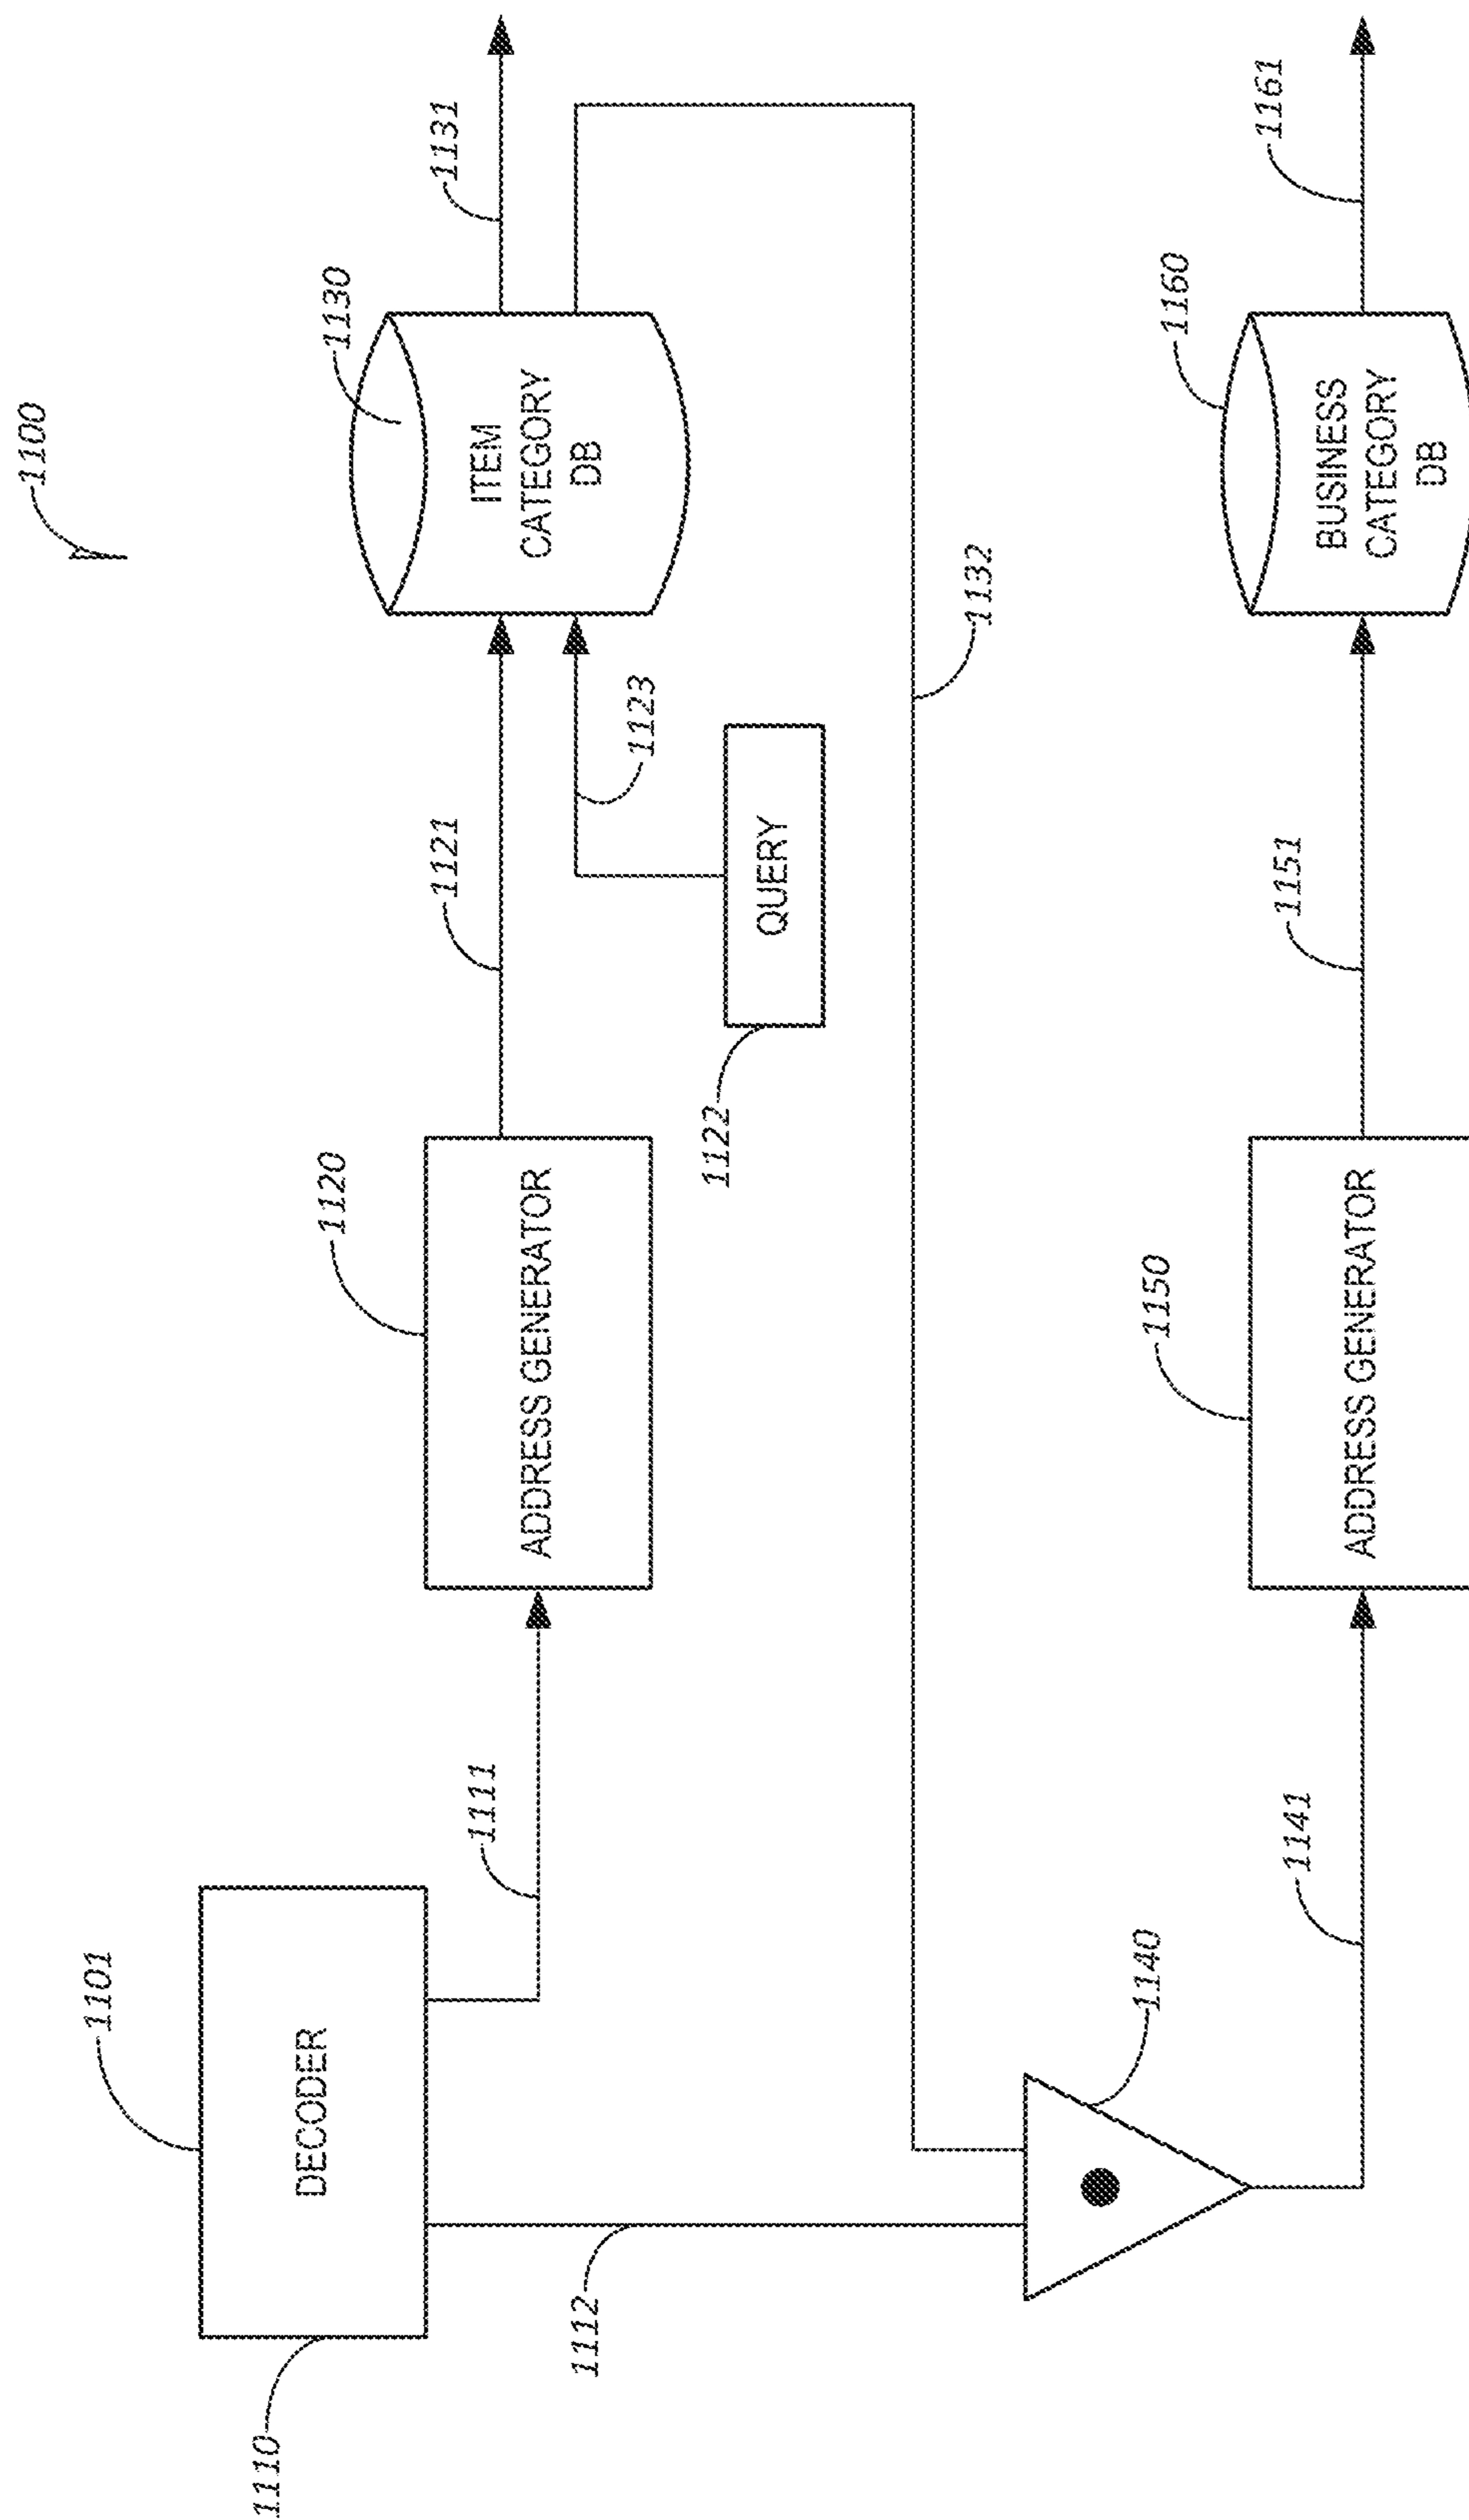 1100
1101
1110
DECODER
1111
1112
1120
ADDRESS GENERATOR
1121
1122
QUERY
1123
1130
ITEM
CATEGORY
DB
1131
1132
1140
1141
1150
ADDRESS GENERATOR
1151
1160
BUSINESS
CATEGORY
DB
1161